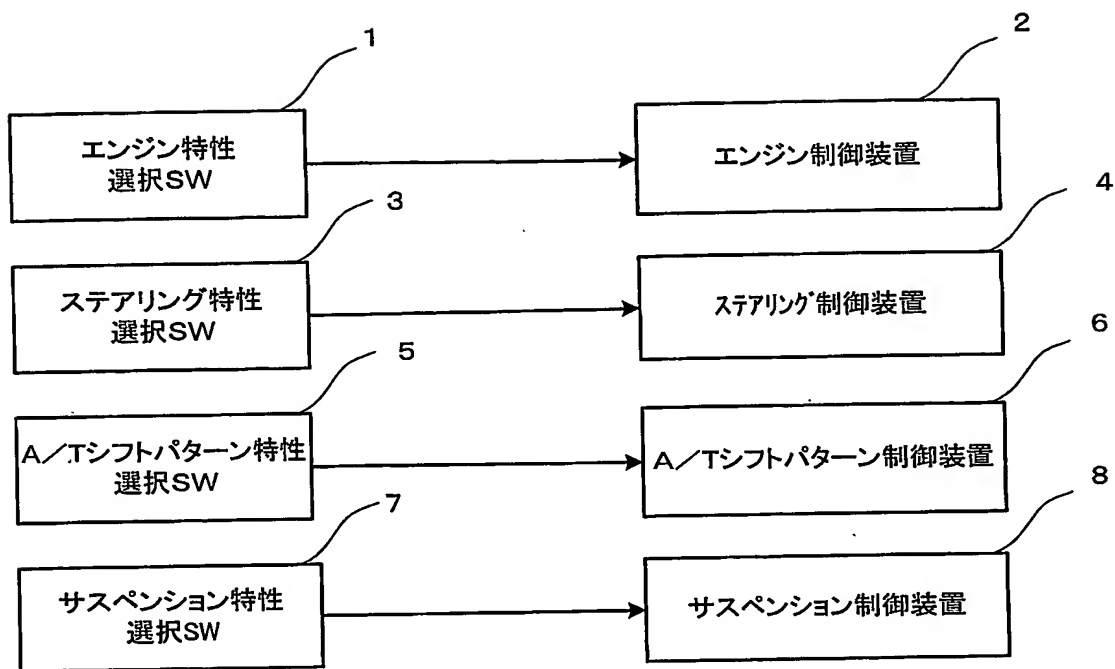 1
2
エンジン特性
選択SW
エンジン制御装置
3
4
ステアリング特性
選択SW
ｽﾃｱﾘﾝｸﾞ制御装置
5
6
A／Tシフトパターン特性
選択SW
A／Tシフトパターン制御装置
7
8
サスペンション特性
選択SW
サスペンション制御装置